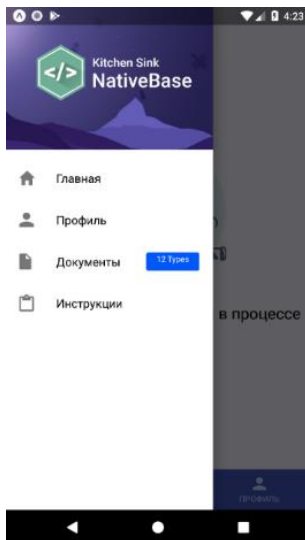 4:23
Kitchen Sink
NativeBase
Главная
Профиль
Документы
12 Types
Инструкции
в процессе
ПРОФИЛЬ